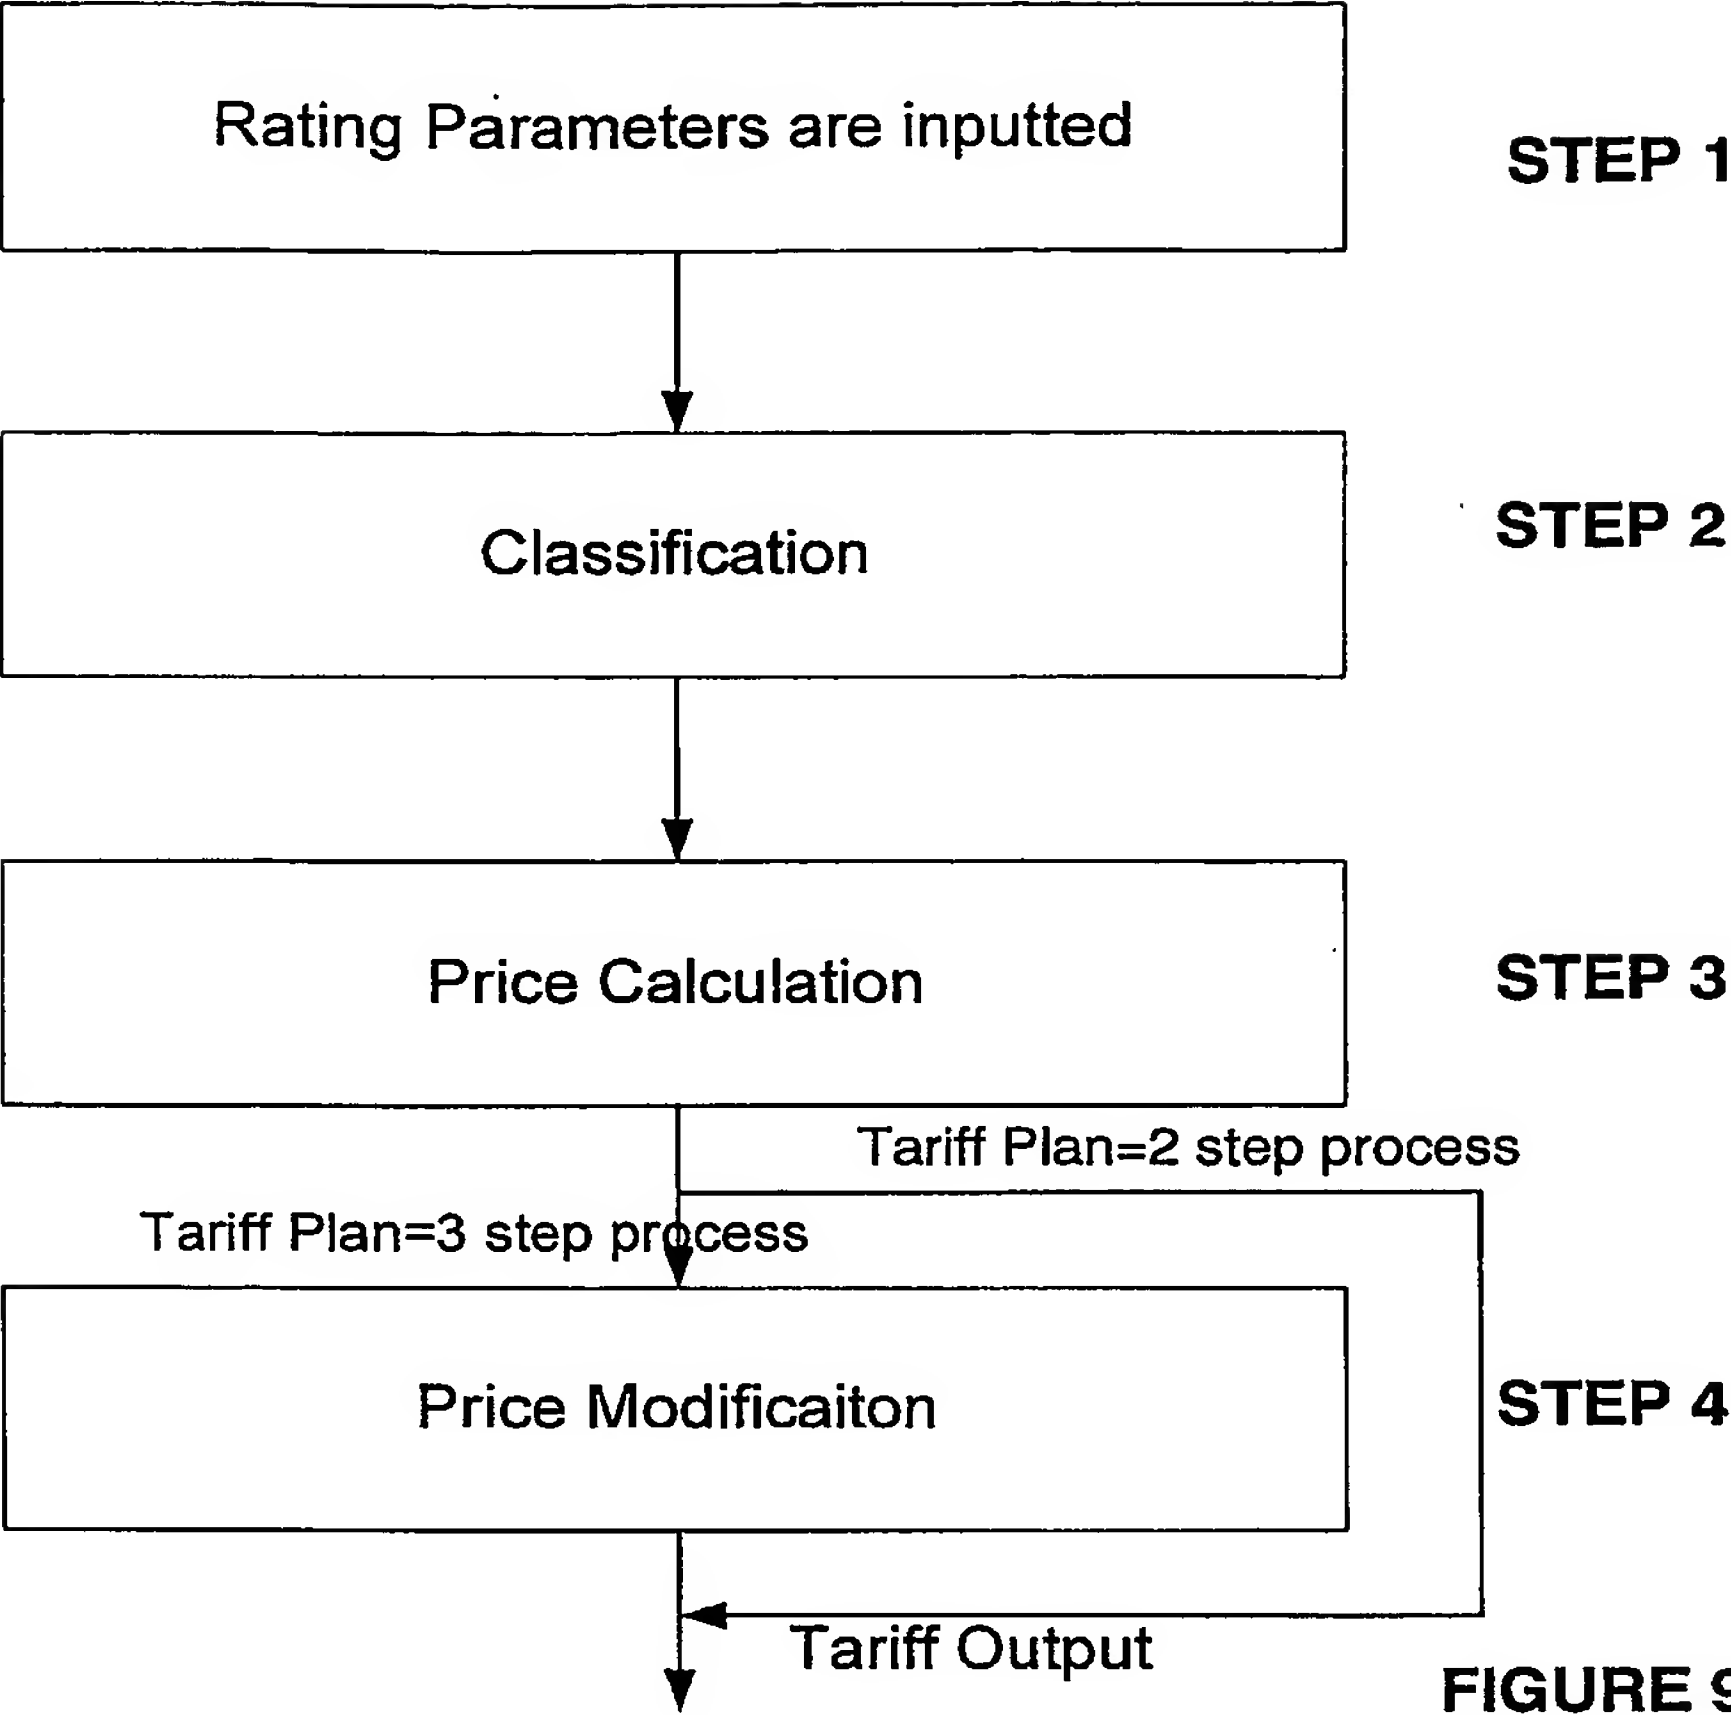 Rating Parameters are inputted
STEP 1
Classification
STEP 2
Price Calculation
STEP 3
Tariff Plan=2 step process
Tariff Plan=3 step process
Price Modificaiton
STEP 4
Tariff Output
FIGURE 9